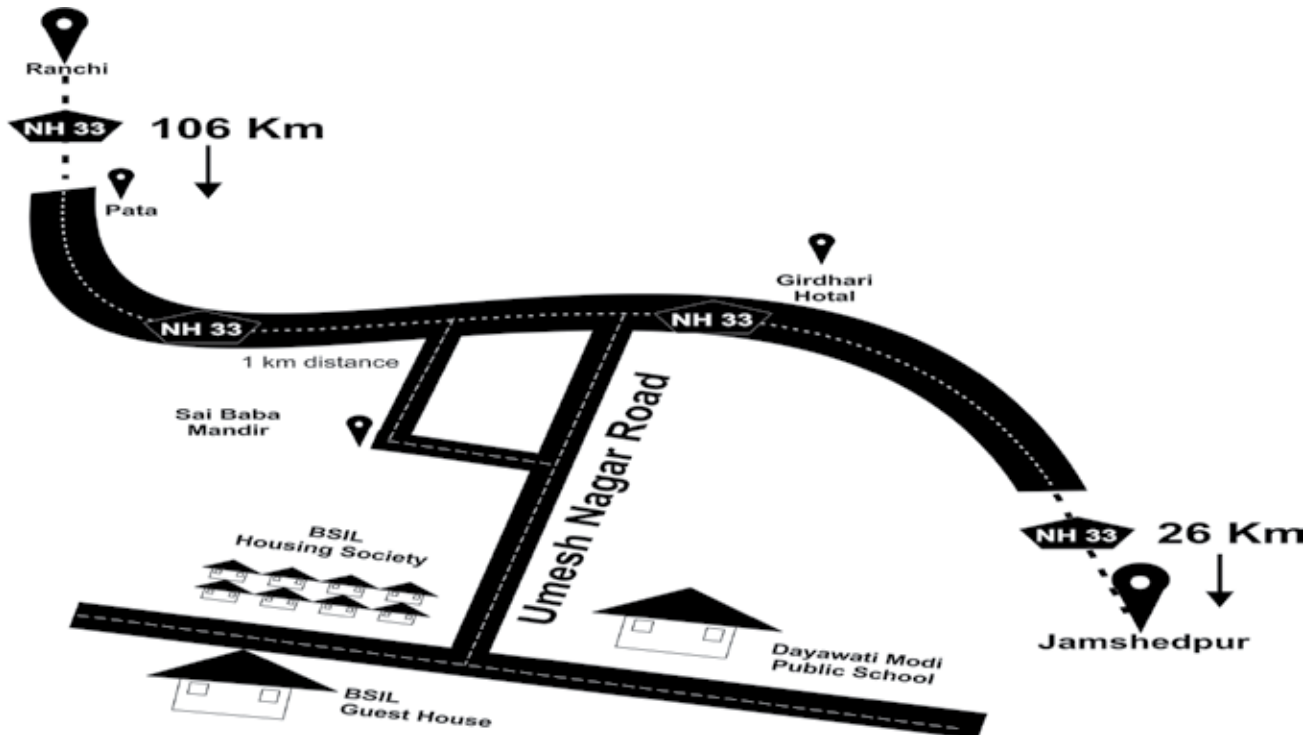 Ranchi
NH 33
106 Km
Pata
Girdhari
Hotal
NH 33
NH 33
1 km distance
Sai Baba
Mandir
Umesh Nagar Road
BSIL
Housing Society
NH 33
26 Km
Jamshedpur
Dayawati Modi
Public School
BSIL
Guest House